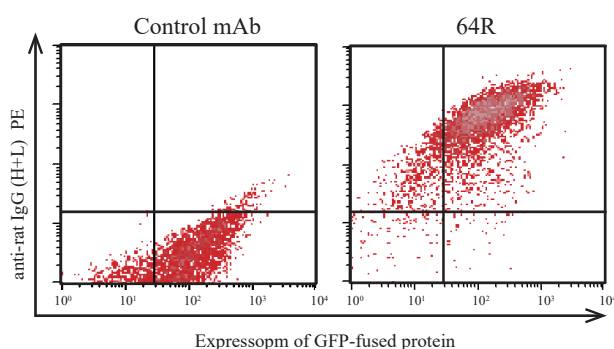 Control mAb
64R
anti-rat IgG (H+L) PE
10⁰ 10¹ 10² 10³ 10⁴
10⁰ 10¹ 10² 10³ 10⁴
Expressopm of GFP-fused protein